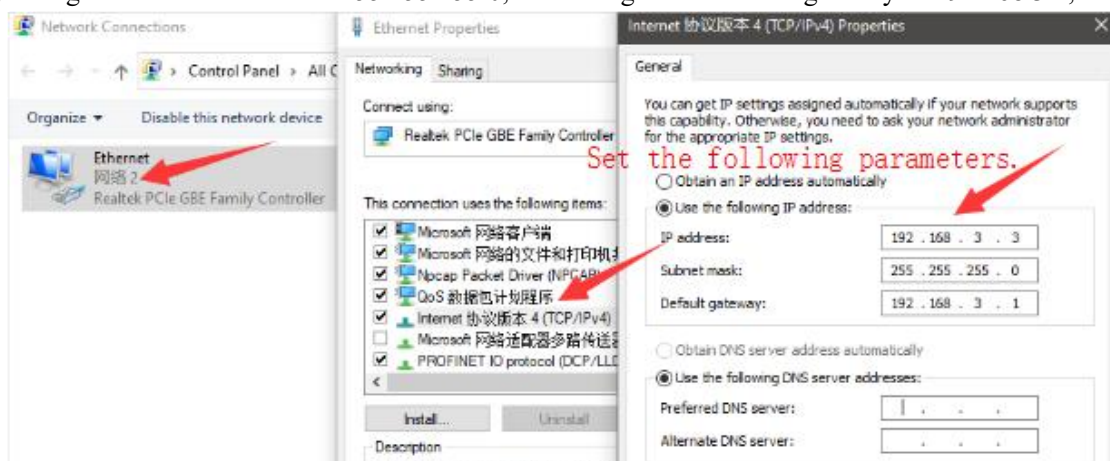 Network Connections
Control Panel > All C
Organize
Disable this network device
Ethernet
网络 2
Realtek PCIe GBE Family Controller
Ethernet Properties
Networking
Sharing
Connect using:
Realtek PCIe GBE Family Controller
This connection uses the following items:
Microsoft 网络客户端
Microsoft 网络的文件和打印机
Npcap Packet Driver (NPCAP)
QoS 数据包计划程序
Internet 协议版本 4 (TCP/IPv4)
Microsoft 网络适配器多路传送
PROFINET IO protocol (DCP/LLD
Install...
Uninstall
Description
Internet 协议版本 4 (TCP/IPv4) Properties
General
You can get IP settings assigned automatically if your network supports
this capability. Otherwise, you need to ask your network administrator
for the appropriate IP settings.
Set the following parameters.
Obtain an IP address automatically
Use the following IP address:
IP address:
192 . 168 . 3 . 3
Subnet mask:
255 . 255 . 255 . 0
Default gateway:
192 . 168 . 3 . 1
Obtain DNS server address automatically
Use the following DNS server addresses:
Preferred DNS server:
Alternate DNS server: